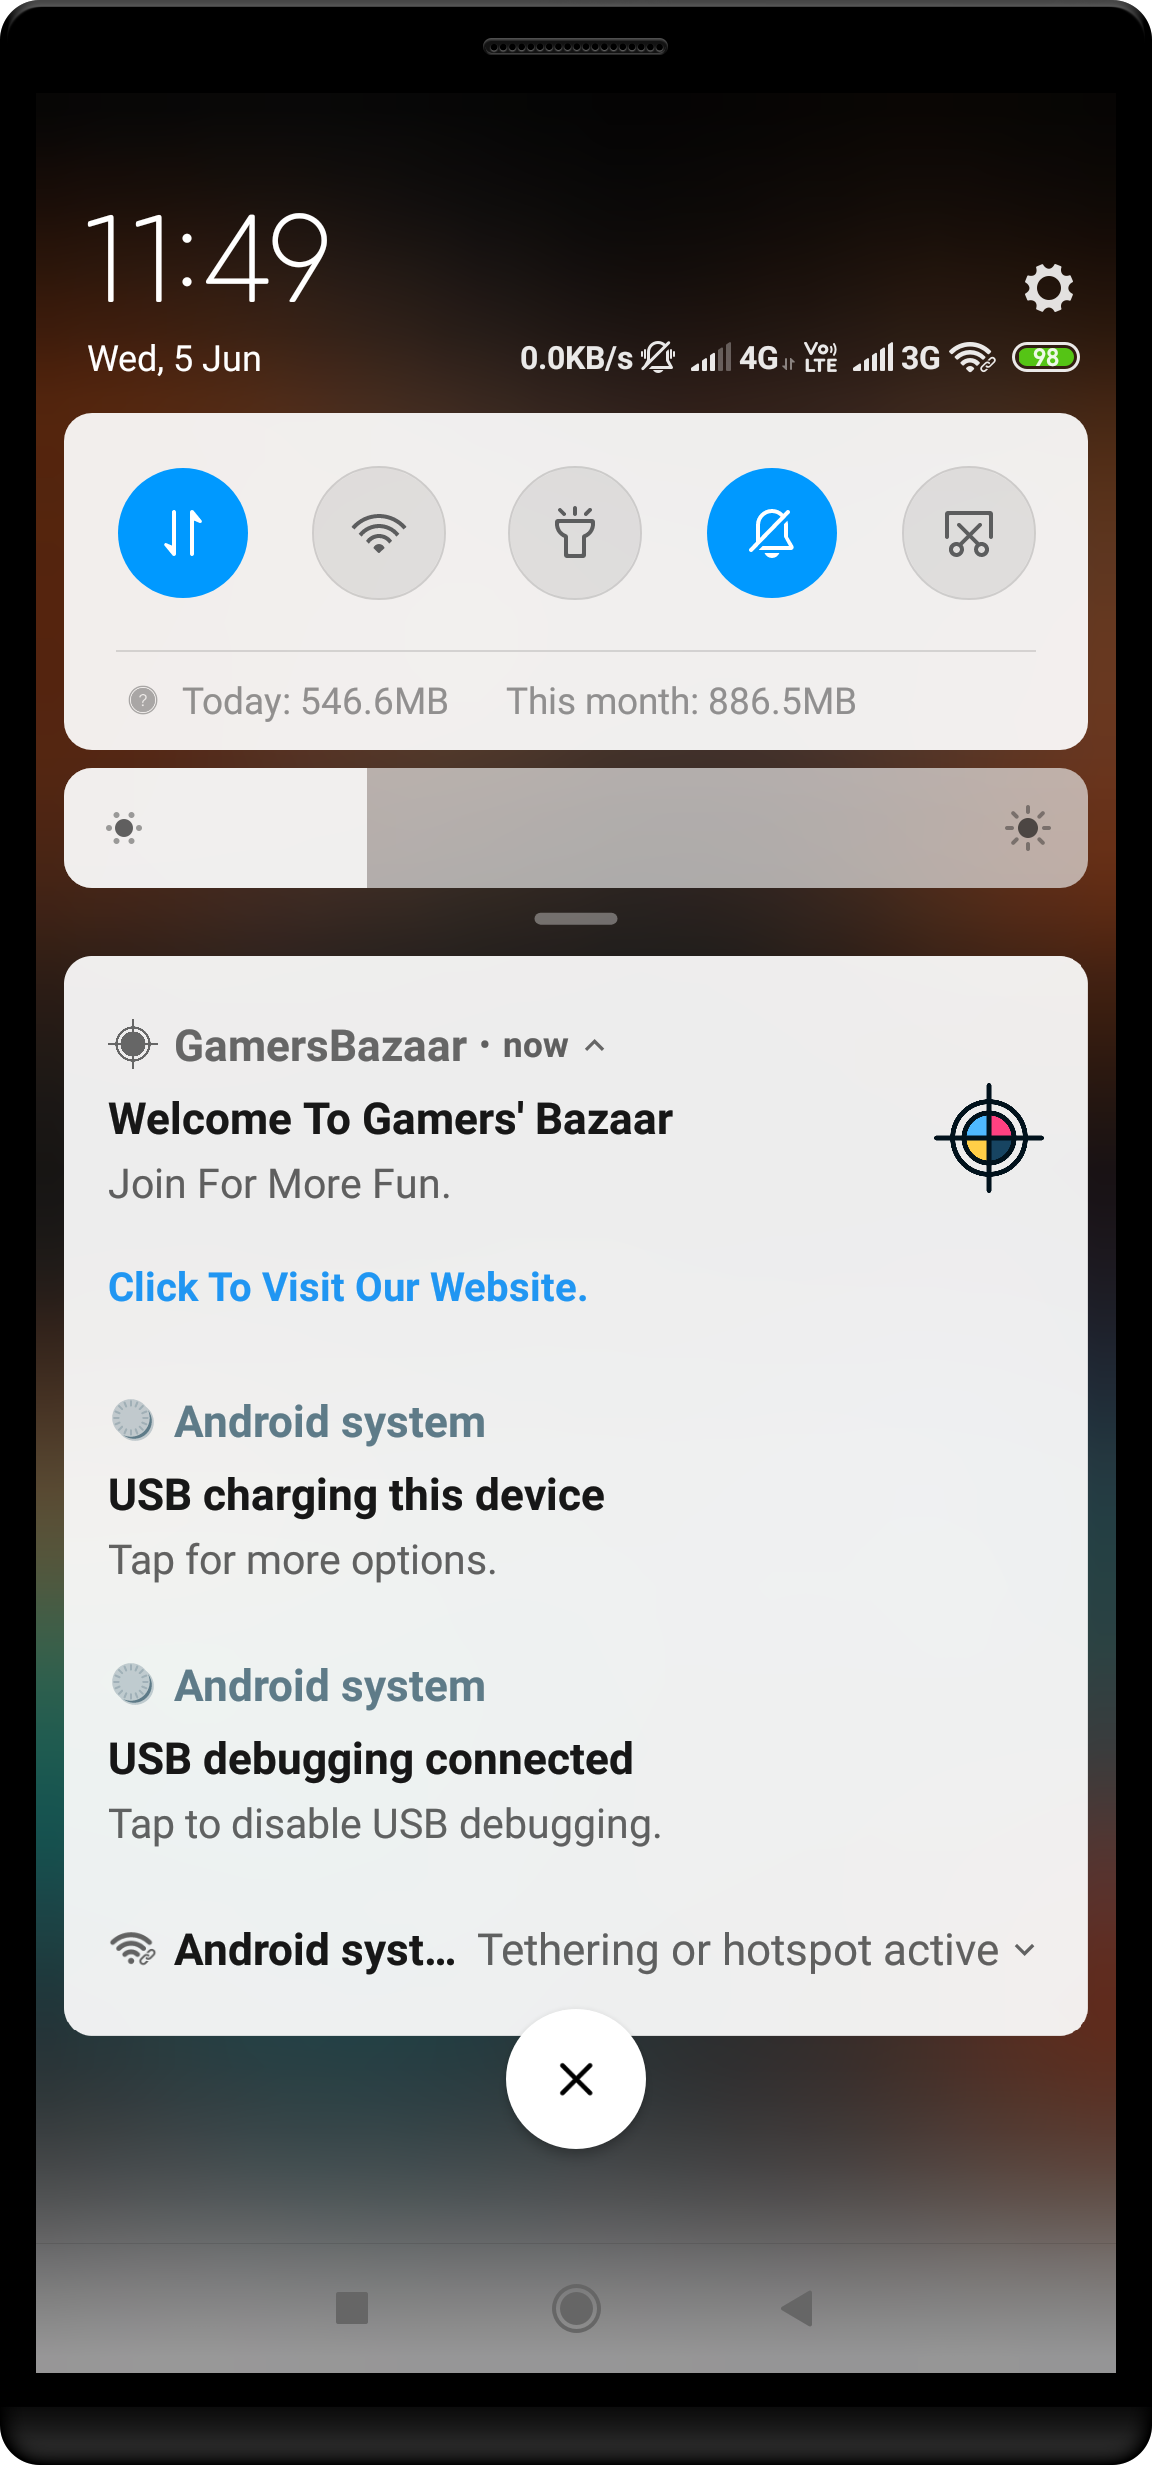 11:49
Wed, 5 Jun
0.0KB/s 4G Vo LTE 3G 98
Today: 546.6MB This month: 886.5MB
GamersBazaar • now
Welcome To Gamers' Bazaar
Join For More Fun.
Click To Visit Our Website.
Android system
USB charging this device
Tap for more options.
Android system
USB debugging connected
Tap to disable USB debugging.
Android syst... Tethering or hotspot active